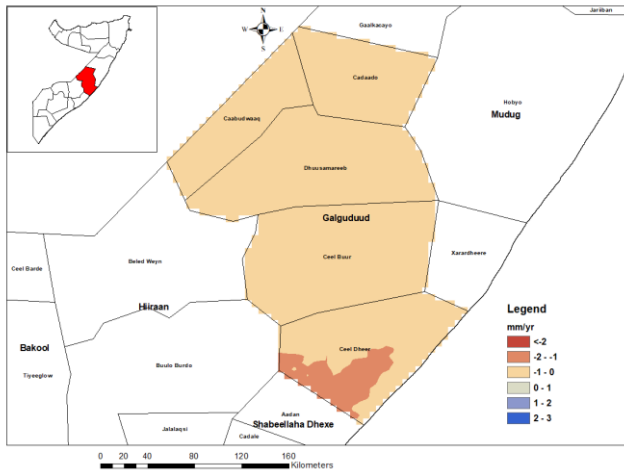 N
W E
S
Gaalkacayo
Jariiban
Cadaado
Hobyo
Mudug
Caabudwaaq
Dhuusamareeb
Galguduud
Ceel Buur
Xarardheere
Ceel Barde
Beled Weyn
Hiiraan
Bakool
Tiyeeglow
Buulo Burde
Ceel Dheer
Jalalaqsi
Aadan
Shabeellaha Dhexe
Cadale
Legend
mm/yr
<-2
-2 - -1
-1 - 0
0 - 1
1 - 2
2 - 3
0 20 40 80 120 160
Kilometers